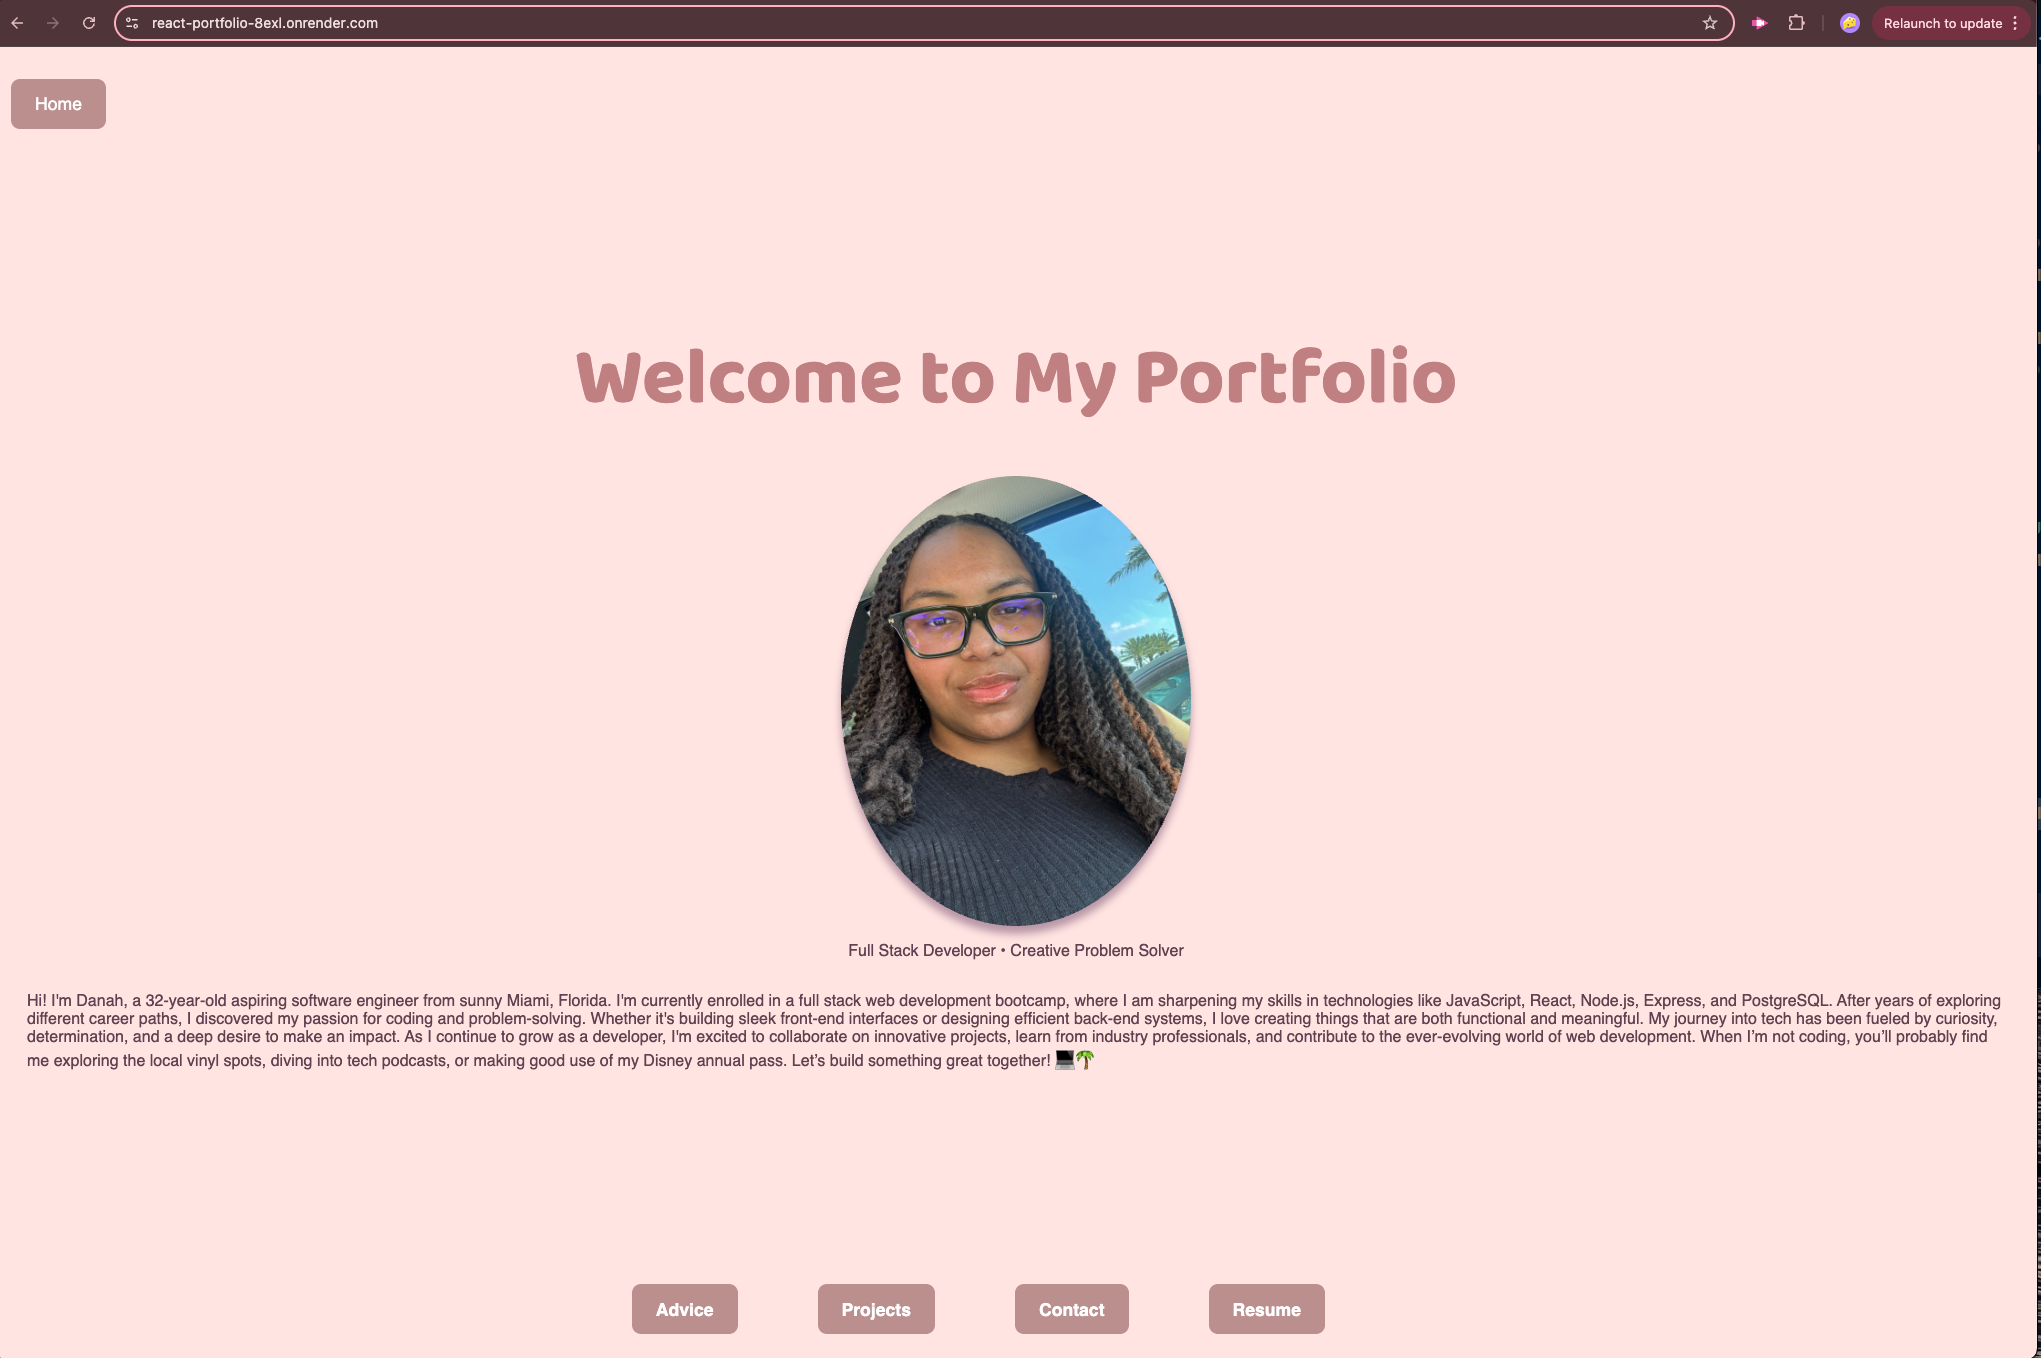 react-portfolio-8exl.onrender.com
Relaunch to update
Home
Welcome to My Portfolio
Full Stack Developer • Creative Problem Solver
Hi! I'm Danah, a 32-year-old aspiring software engineer from sunny Miami, Florida. I'm currently enrolled in a full stack web development bootcamp, where I am sharpening my skills in technologies like JavaScript, React, Node.js, Express, and PostgreSQL. After years of exploring
different career paths, I discovered my passion for coding and problem-solving. Whether it's building sleek front-end interfaces or designing efficient back-end systems, I love creating things that are both functional and meaningful. My journey into tech has been fueled by curiosity,
determination, and a deep desire to make an impact. As I continue to grow as a developer, I'm excited to collaborate on innovative projects, learn from industry professionals, and contribute to the ever-evolving world of web development. When I’m not coding, you’ll probably find
me exploring the local vinyl spots, diving into tech podcasts, or making good use of my Disney annual pass. Let’s build something great together! 💻🌴
Advice
Projects
Contact
Resume